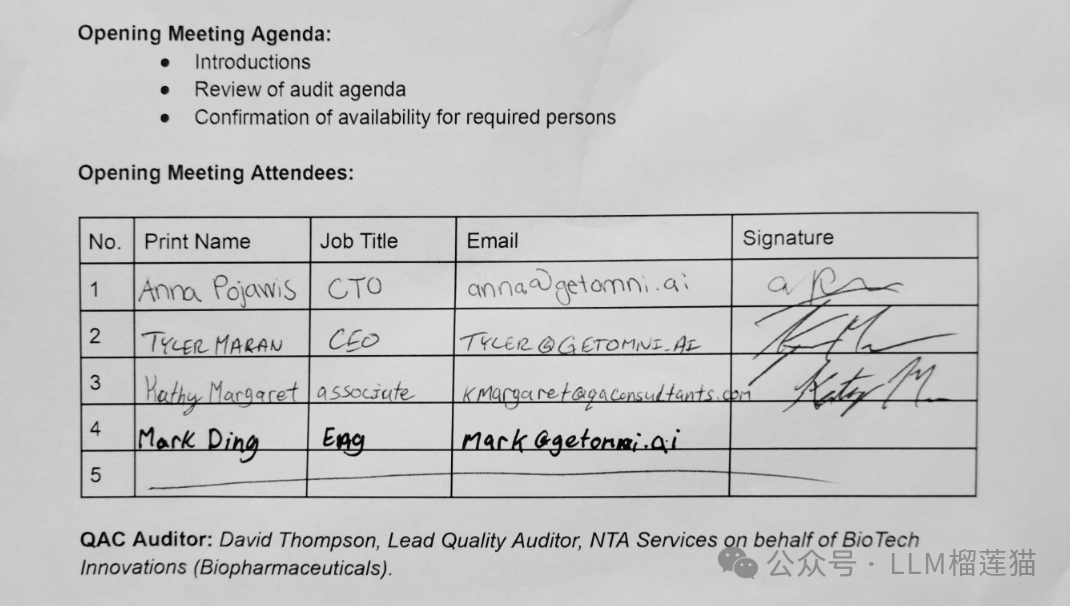 Opening Meeting Agenda:
• Introductions
• Review of audit agenda
• Confirmation of availability for required persons
Opening Meeting Attendees:
No. Print Name Job Title Email Signature
1 Anna Pojawis CTO anna@getomni.ai
2 TYLER MARAN CEO TYLER@GETOMNI.AI
3 Kathy Margaret associate kmargaret@qaconsultants.com Kathy M
4 Mark Ding Eng Mark@getomni.ai
5
QAC Auditor: David Thompson, Lead Quality Auditor, NTA Services on behalf of BioTech
Innovations (Biopharmaceuticals).
公众号 · LLM榴莲猫